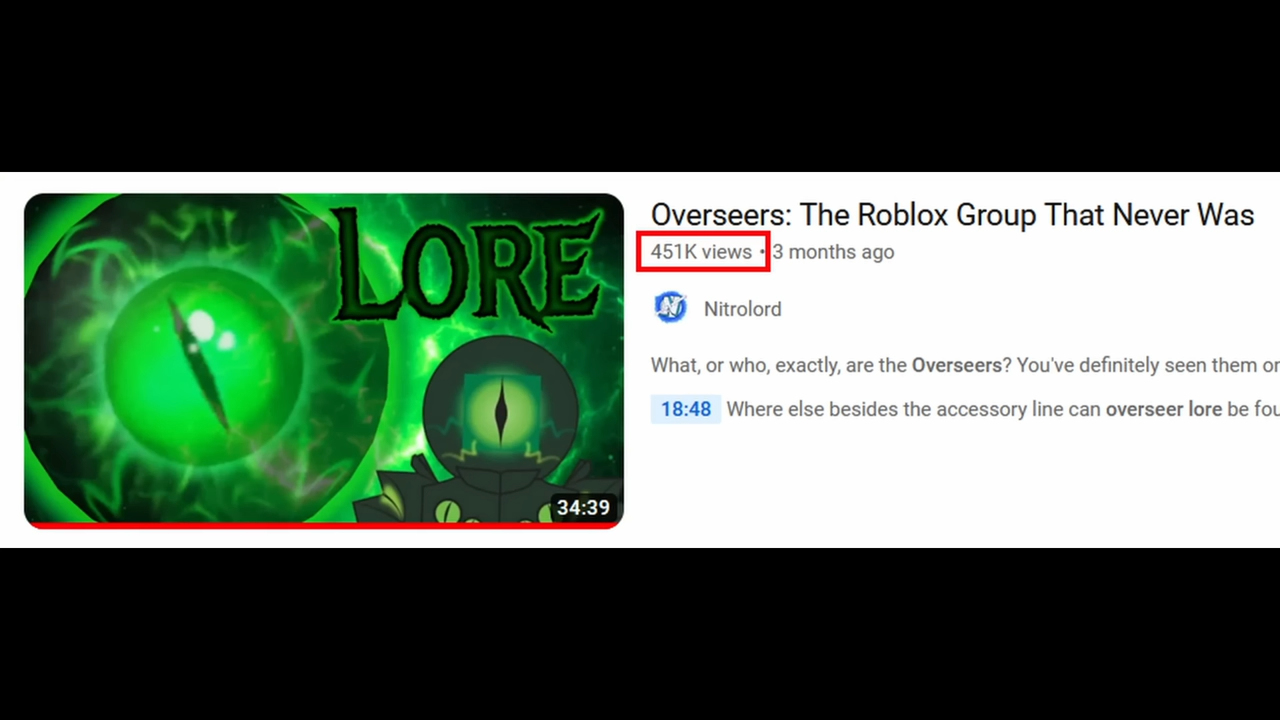 LORE
34:39
Overseers: The Roblox Group That Never Was
451K views • 3 months ago
Nitrolord
What, or who, exactly, are the Overseers? You've definitely seen them or
18:48 Where else besides the accessory line can overseer lore be